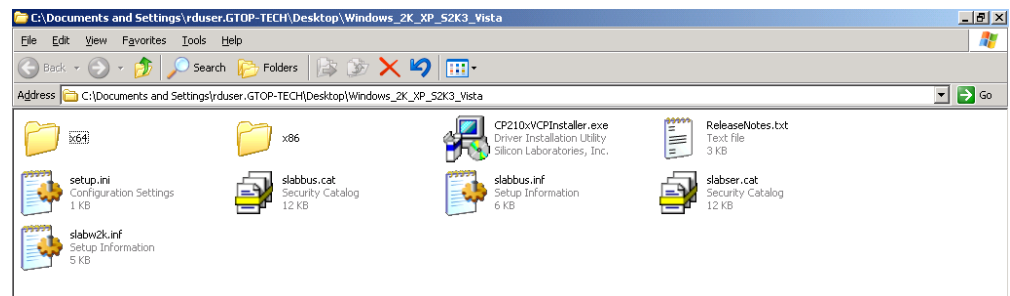 C:\Documents and Settings\rduser.GTOP-TECH\Desktop\Windows_2K_XP_S2K3_Vista
File Edit View Favorites Tools Help
Back Search Folders
Address C:\Documents and Settings\rduser.GTOP-TECH\Desktop\Windows_2K_XP_S2K3_Vista Go
x64
x86
CP210xVCPInstaller.exe
Driver Installation Utility
Silicon Laboratories, Inc.
ReleaseNotes.txt
Text file
3 KB
setup.ini
Configuration Settings
1 KB
slabbus.cat
Security Catalog
12 KB
slabbus.inf
Setup Information
6 KB
slabser.cat
Security Catalog
12 KB
slabw2k.inf
Setup Information
5 KB